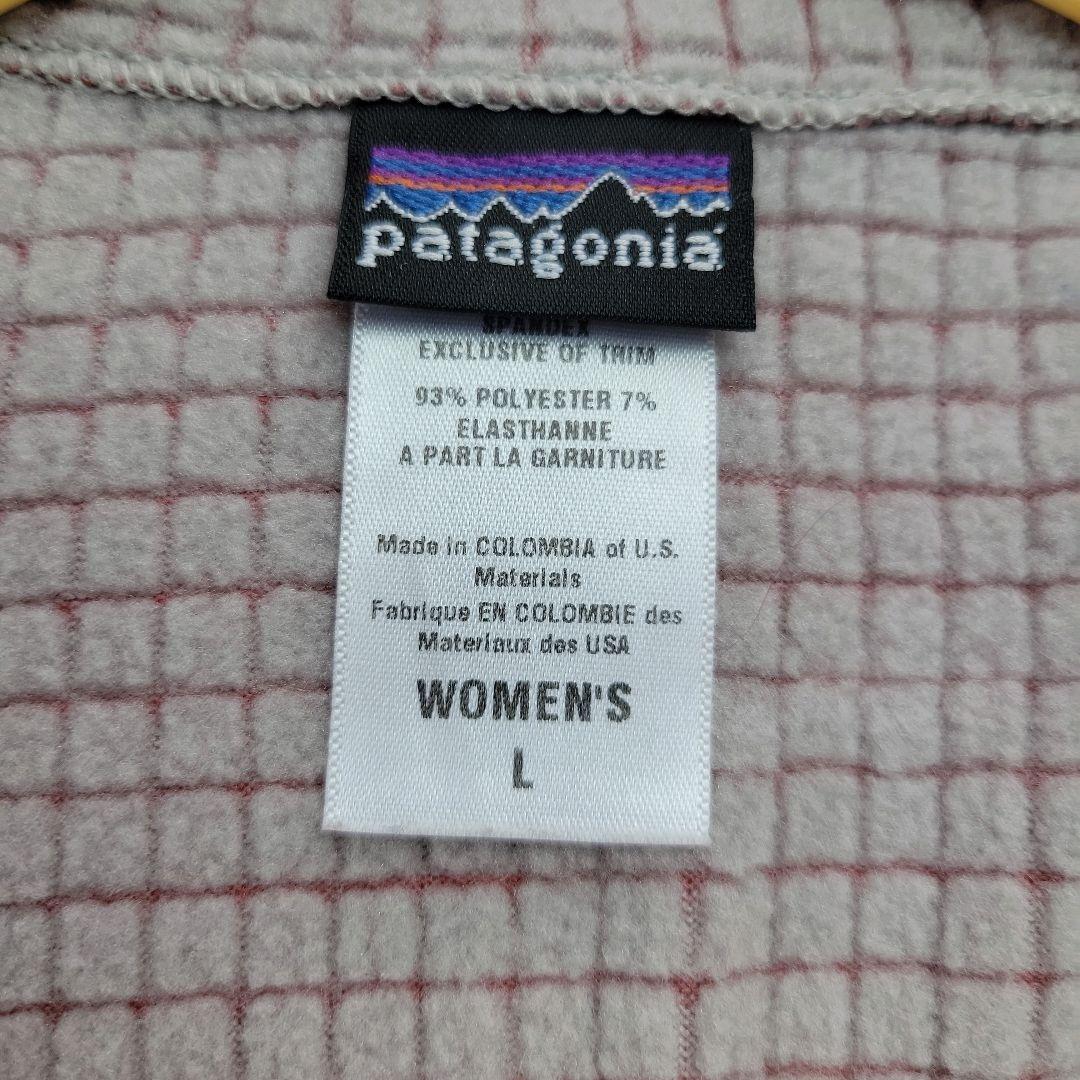 patagonia
SPANDEX
EXCLUSIVE OF TRIM
93% POLYESTER 7%
ELASTHANNE
A PART LA GARNITURE
Made in COLOMBIA of U.S.
Materials
Fabrique EN COLOMBIE des
Materiaux des USA
WOMEN'S
L